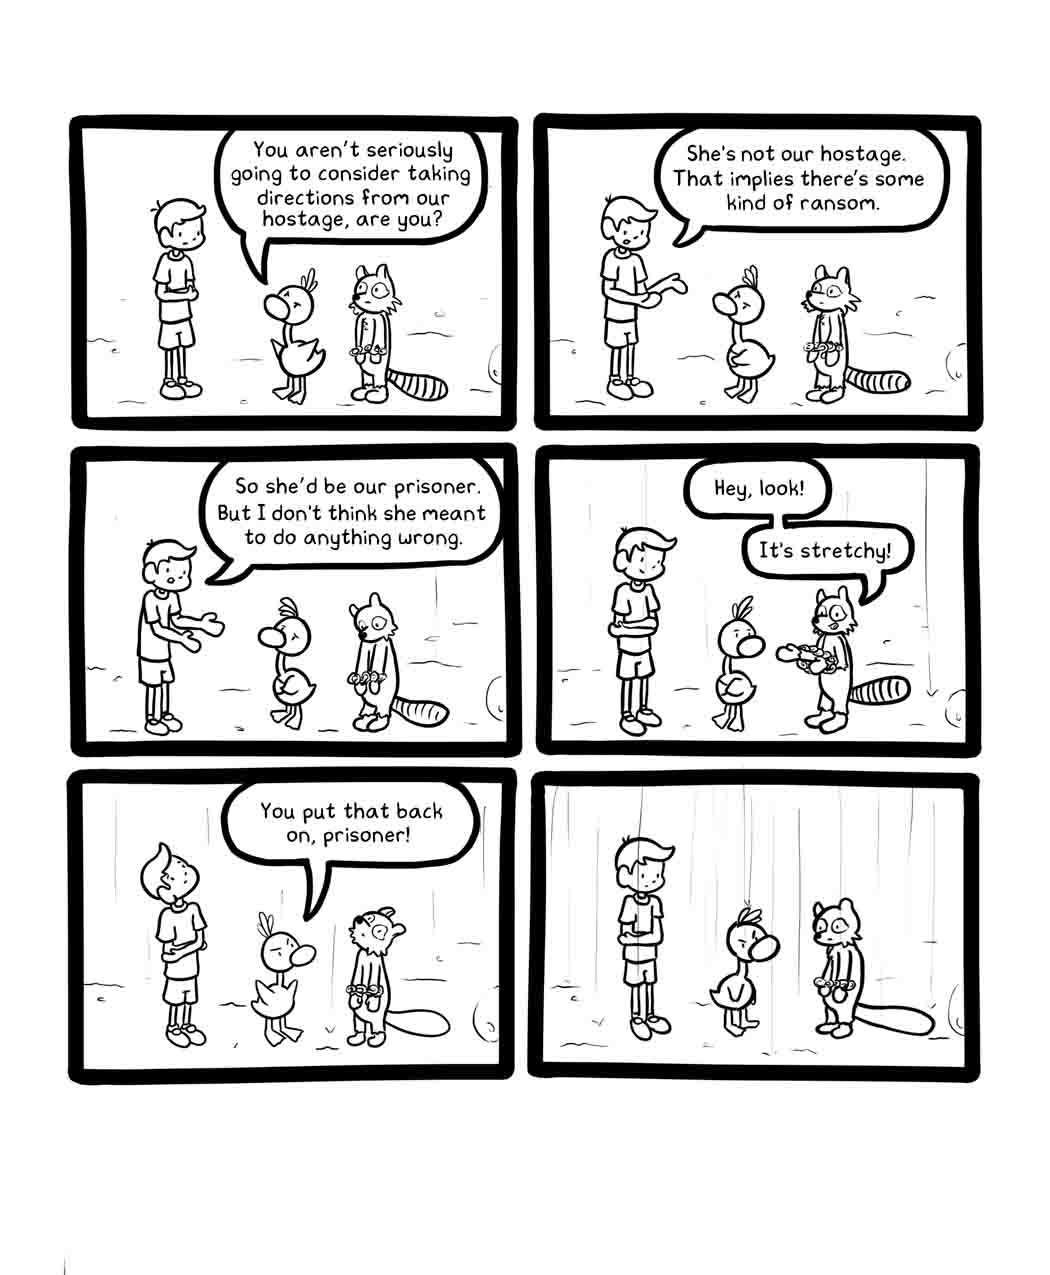 You aren't seriously
going to consider taking
directions from our
hostage, are you?
She's not our hostage.
That implies there's some
kind of ransom.
So she'd be our prisoner.
But I don't think she meant
to do anything wrong.
Hey, look!
It's stretchy!
You put that back
on, prisoner!